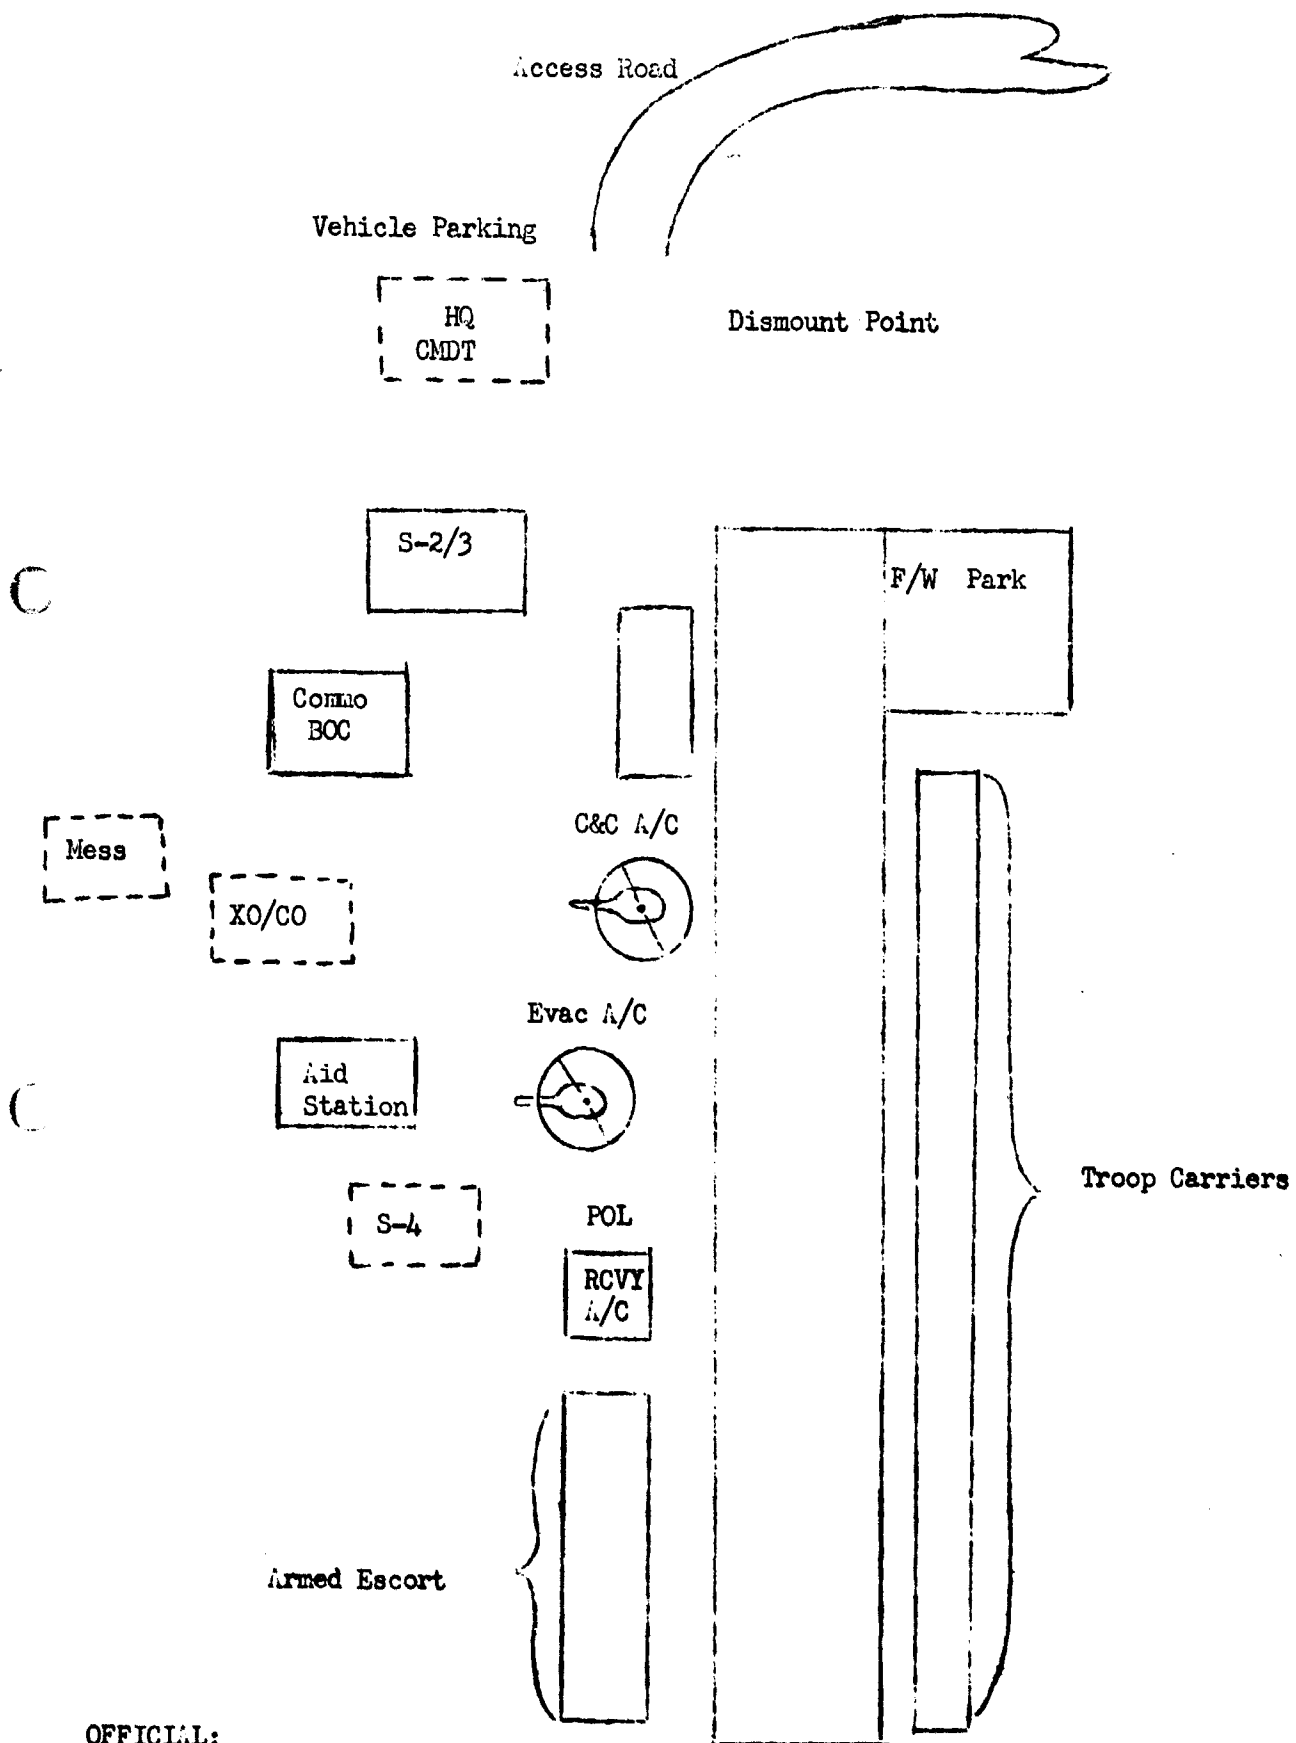 Access Road
Vehicle Parking
HQ
CMDT
Dismount Point
S-2/3
F/W Park
Commo
BOC
C&C A/C
Mess
XO/CO
Evac A/C
Aid
Station
Troop Carriers
S-4
POL
RCVY
A/C
Armed Escort
OFFICIAL: